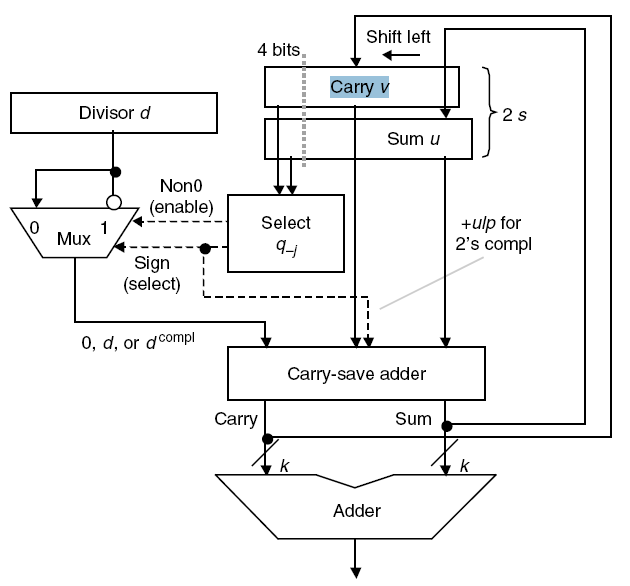 Shift left
4 bits
Carry v
2 s
Divisor d
Sum u
Non0
(enable)
0
1
Mux
Select
q–j
+ulp for
2's compl
Sign
(select)
0, d, or dcompl
Carry-save adder
Carry
Sum
k
k
Adder